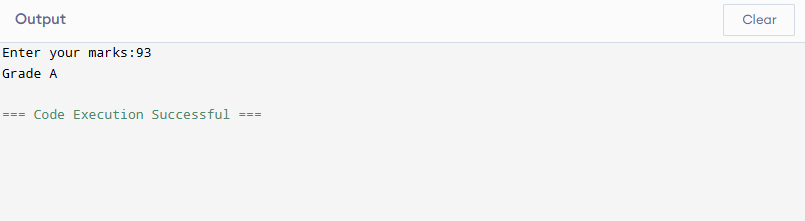 Output
Clear
Enter your marks:93
Grade A
=== Code Execution Successful ===